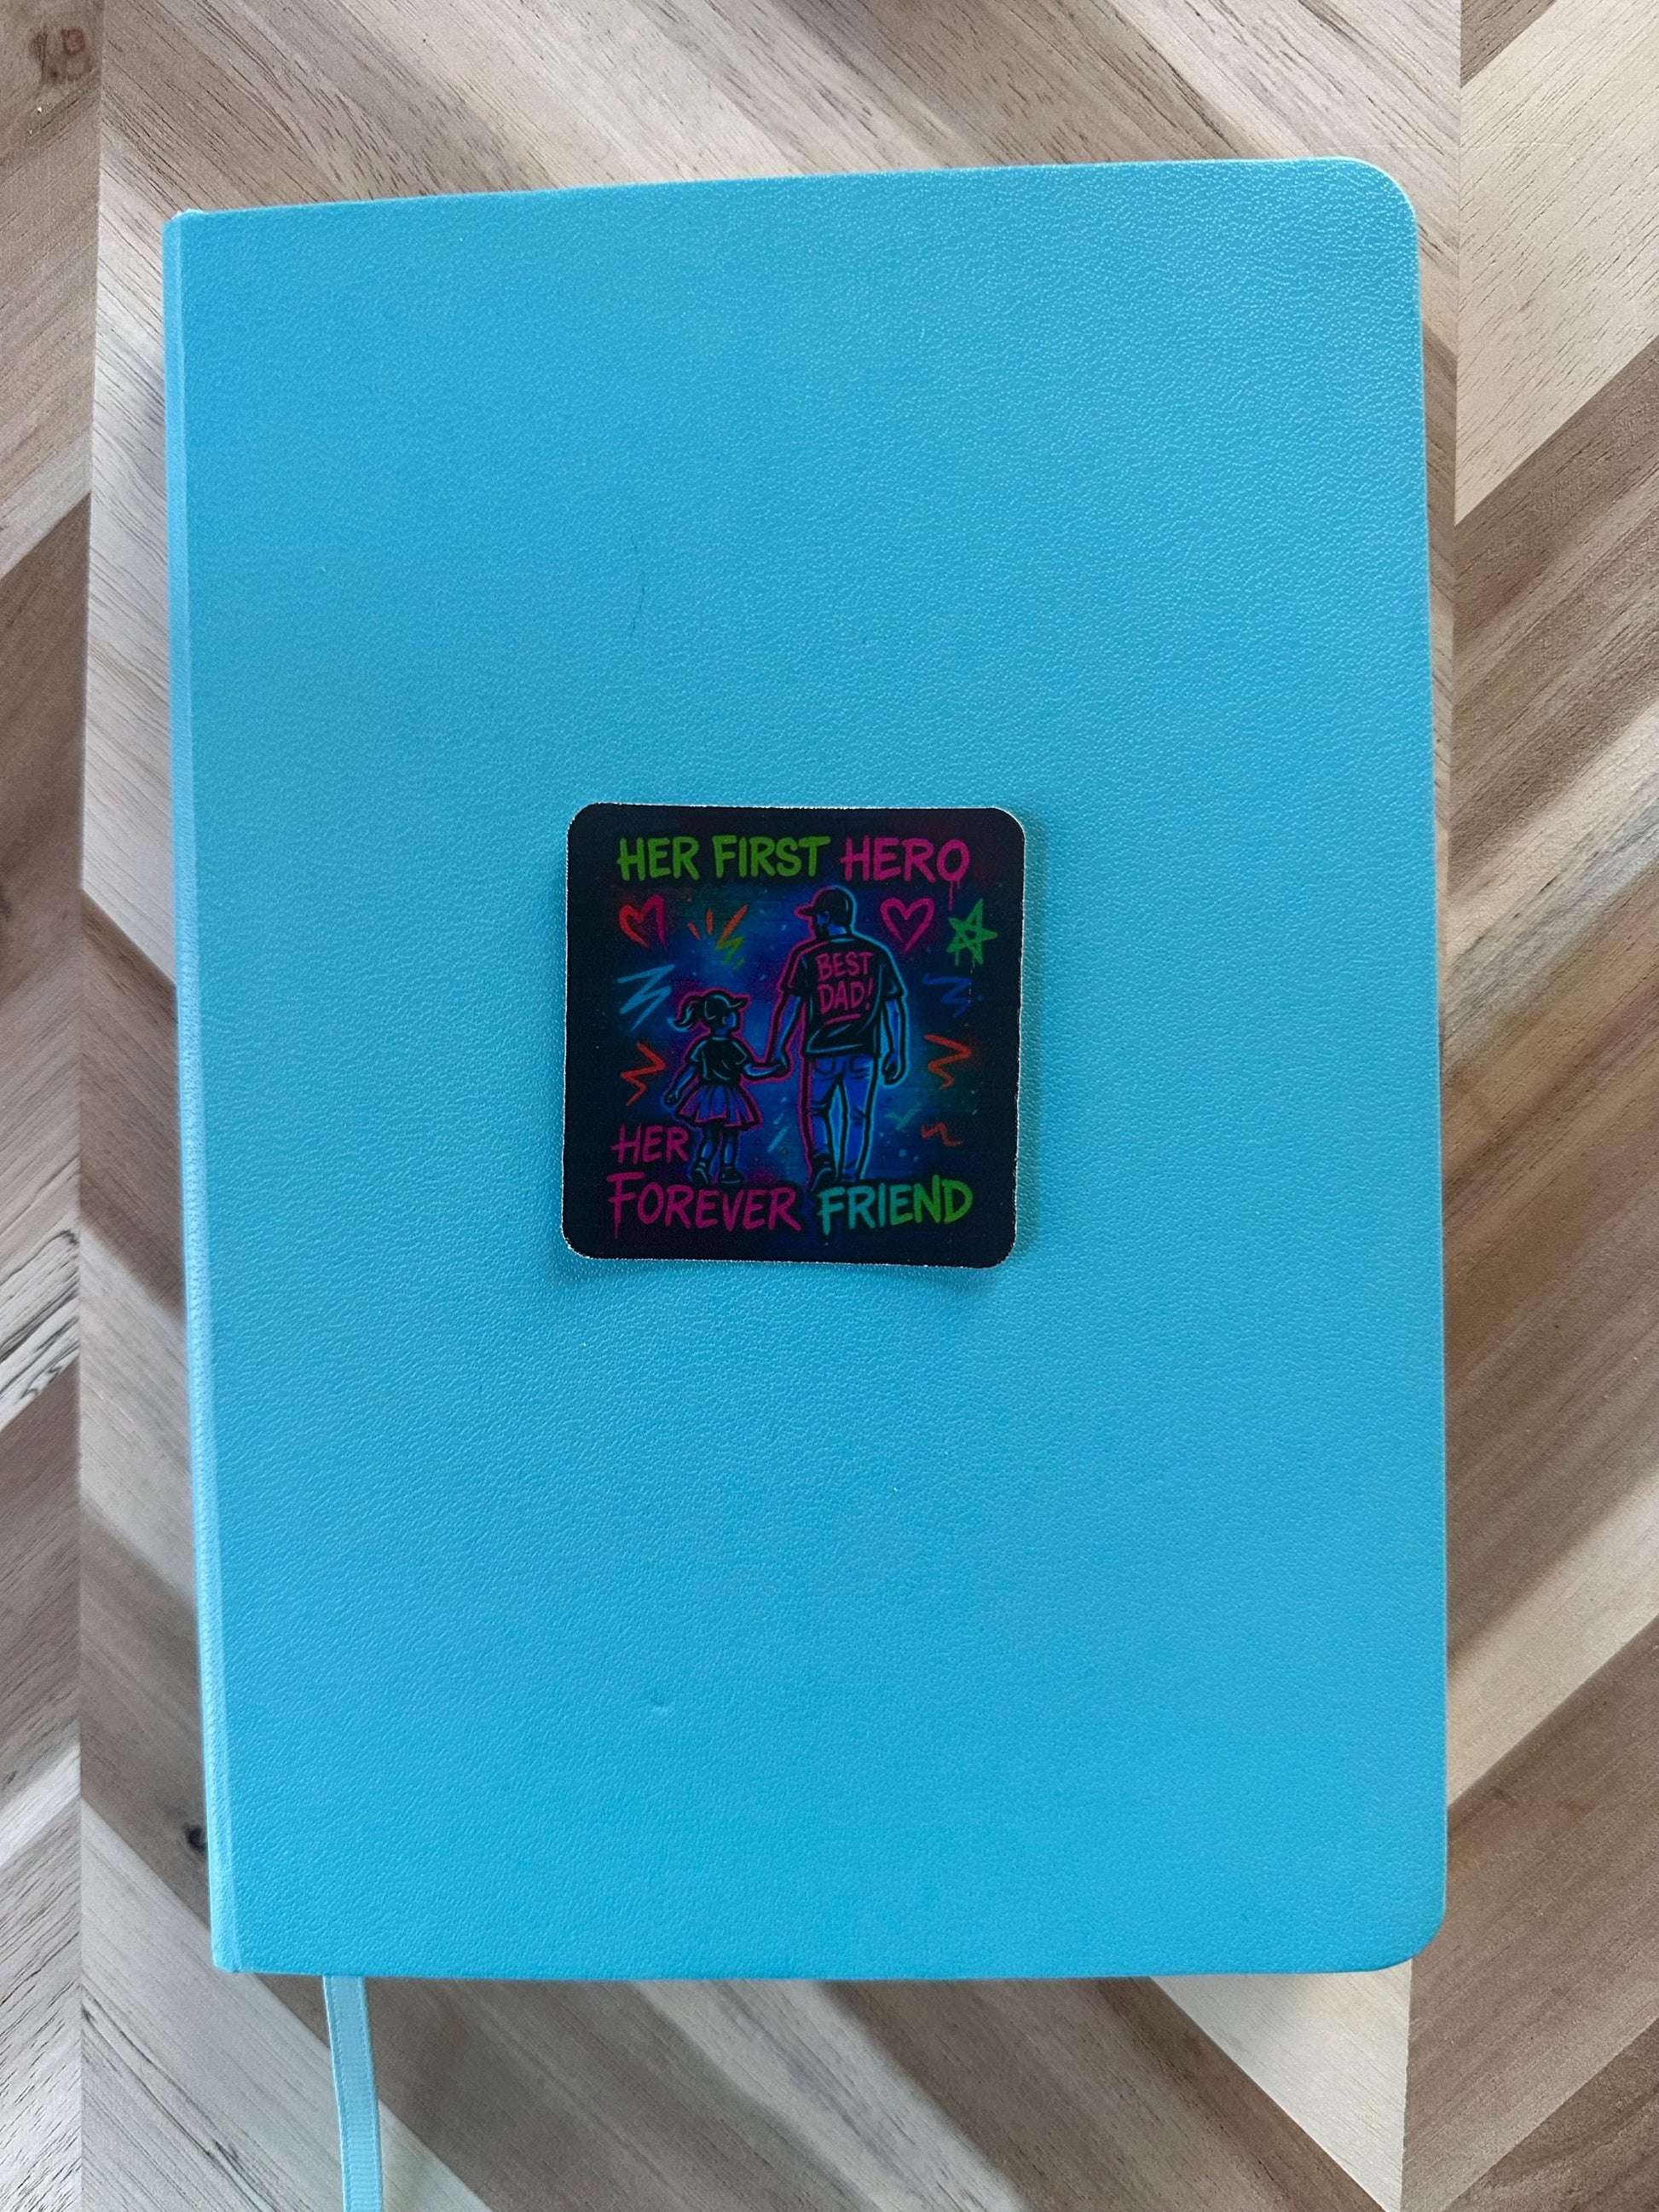 HER FIRST HERO
BEST
DAD!
HER
FOREVER FRIEND